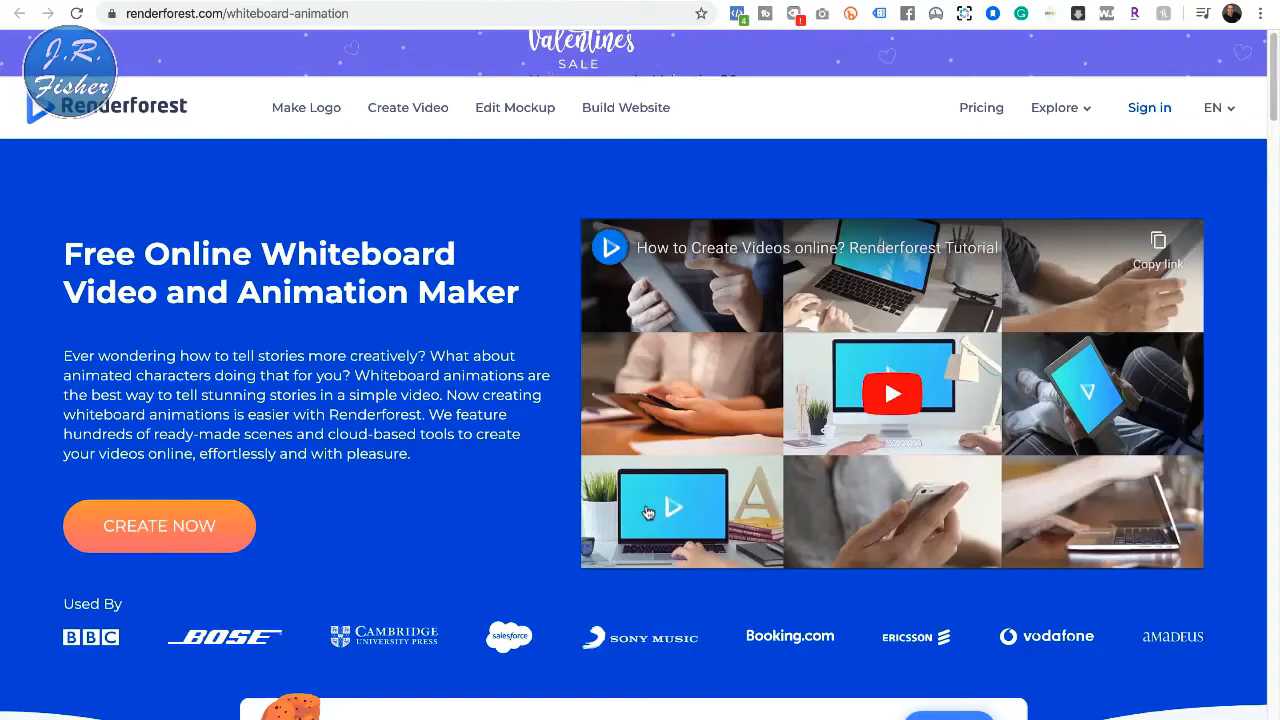 renderforest.com/whiteboard-animation
4
!
Valentines
SALE
J.R.
Fisher
Renderforest
Make Logo
Create Video
Edit Mockup
Build Website
Pricing
Explore
Sign in
EN
Free Online Whiteboard
Video and Animation Maker
Ever wondering how to tell stories more creatively? What about
animated characters doing that for you? Whiteboard animations are
the best way to tell stunning stories in a simple video. Now creating
whiteboard animations is easier with Renderforest. We feature
hundreds of ready-made scenes and cloud-based tools to create
your videos online, effortlessly and with pleasure.
CREATE NOW
How to Create Videos online? Renderforest Tutorial
Copy link
Used By
BBC
BOSE
CAMBRIDGE
UNIVERSITY PRESS
salesforce
SONY MUSIC
Booking.com
ERICSSON
vodafone
AMADEUS